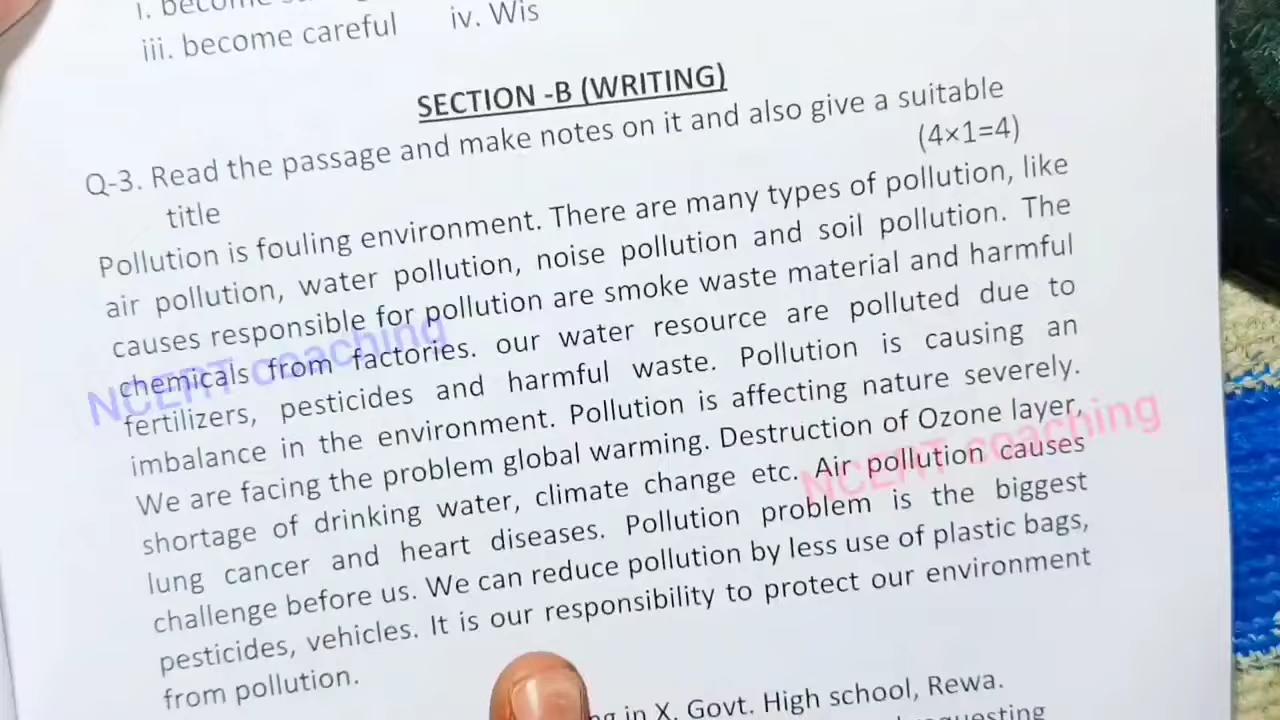 i. become
iii. become careful iv. Wis
SECTION -B (WRITING)
Q-3. Read the passage and make notes on it and also give a suitable
title (4×1=4)
Pollution is fouling environment. There are many types of pollution, like
air pollution, water pollution, noise pollution and soil pollution. The
causes responsible for pollution are smoke waste material and harmful
chemicals from factories. our water resource are polluted due to
fertilizers, pesticides and harmful waste. Pollution is causing an
imbalance in the environment. Pollution is affecting nature severely.
We are facing the problem global warming. Destruction of Ozone layer,
shortage of drinking water, climate change etc. Air pollution causes
lung cancer and heart diseases. Pollution problem is the biggest
challenge before us. We can reduce pollution by less use of plastic bags,
pesticides, vehicles. It is our responsibility to protect our environment
from pollution.
in X. Govt. High school, Rewa.
NCERT coaching
NCERT coaching